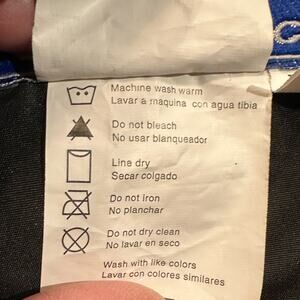 Machine wash warm
Lavar a maquina con agua tibia
Do not bleach
No usar blanqueador
Line dry
Secar colgado
Do not iron
No planchar
Do not dry clean
No lavar en seco
Wash with like colors
Lavar con colores similares